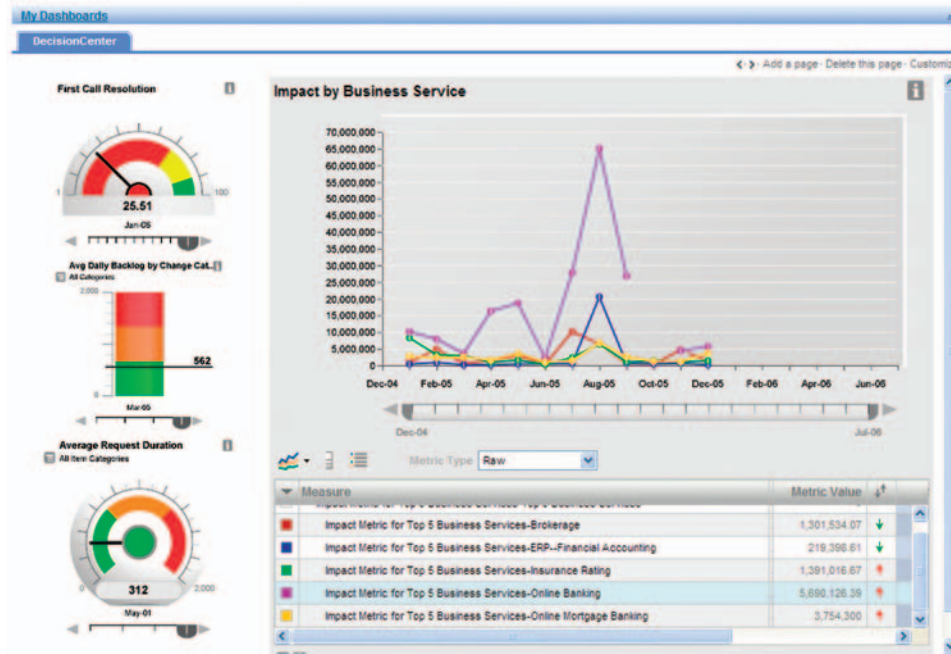 My Dashboards
DecisionCenter
Add a page · Delete this page · Customiz
First Call Resolution
1
100
25.51
Jan-05
Avg Daily Backlog by Change Cat..
All Categories
2,000
562
0
Mar-05
Average Request Duration
All Item Categories
0
2,000
312
May-01
Impact by Business Service
70,000,000
65,000,000
60,000,000
55,000,000
50,000,000
45,000,000
40,000,000
35,000,000
30,000,000
25,000,000
20,000,000
15,000,000
10,000,000
5,000,000
0
Dec-04 Feb-05 Apr-05 Jun-05 Aug-05 Oct-05 Dec-05 Feb-06 Apr-06 Jun-06
Dec-04 Jul-06
Metric Type Raw
Measure Metric Value
Impact Metric for Top 5 Business Services-Brokerage 1,301,534.07
Impact Metric for Top 5 Business Services-ERP--Financial Accounting 219,398.61
Impact Metric for Top 5 Business Services-Insurance Rating 1,391,016.67
Impact Metric for Top 5 Business Services-Online Banking 5,690,126.39
Impact Metric for Top 5 Business Services-Online Mortgage Banking 3,754,300